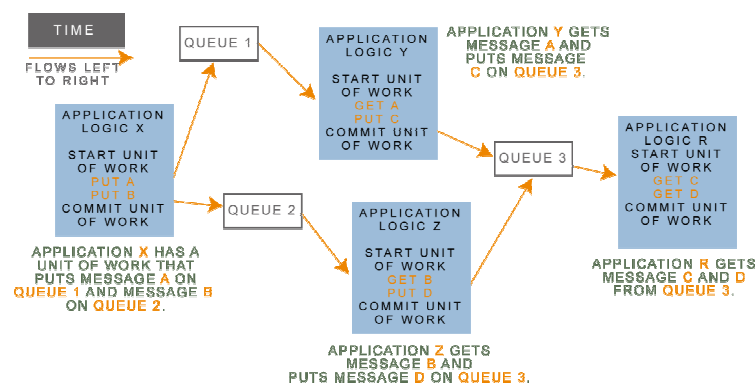 TIME
FLOWS LEFT
TO RIGHT
QUEUE 1
APPLICATION
LOGIC X
START UNIT
OF WORK
PUT A
PUT B
COMMIT UNIT
OF WORK
APPLICATION X HAS A
UNIT OF WORK THAT
PUTS MESSAGE A ON
QUEUE 1 AND MESSAGE B
ON QUEUE 2.
QUEUE 2
APPLICATION
LOGIC Y
START UNIT
OF WORK
GET A
PUT C
COMMIT UNIT
OF WORK
APPLICATION Y GETS
MESSAGE A AND
PUTS MESSAGE
C ON QUEUE 3.
APPLICATION
LOGIC Z
START UNIT
OF WORK
GET B
PUT D
COMMIT UNIT
OF WORK
APPLICATION Z GETS
MESSAGE B AND
PUTS MESSAGE D ON QUEUE 3.
QUEUE 3
APPLICATION
LOGIC R
START UNIT
OF WORK
GET C
GET D
COMMIT UNIT
OF WORK
APPLICATION R GETS
MESSAGE C AND D
FROM QUEUE 3.